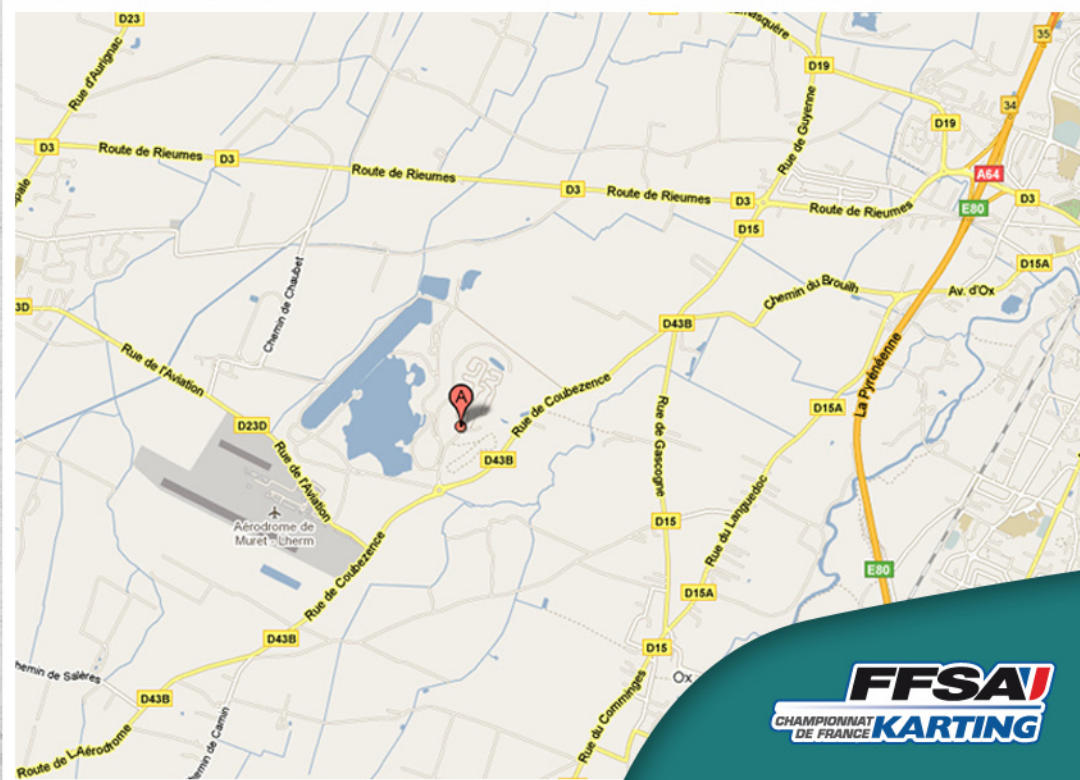 D23
Rue d'Aurignac
D19
35
34
D19
Rue de Guyenne
D3
Route de Rieumes
D3
Route de Rieumes
D3
Route de Rieumes
D3
Route de Rieumes
A64
D3
E80
D15
D15A
Av. d'Ox
Chemin du Brouilh
Chemin de Chaubet
3D
Rue de l'Aviation
D43B
La Pyrénéenne
A
Rue de Coubezence
D15A
D23D
Rue de l'Aviation
D43B
Rue de Gascogne
Rue du Languedoc
Aérodrome de
Muret - Lherm
D15
Rue de Coubezence
E80
D15A
D43B
D15
Ox
hemin de Salères
D43B
Rue du Comminges
Route de L'Aérodrome
hemin de Camin
FFSA
CHAMPIONNAT
DE FRANCE KARTING